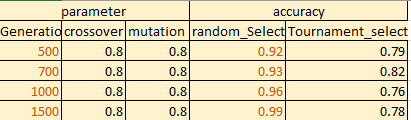 parameter accuracy
Generatio crossover mutation random_Select Tournament_select
500 0.8 0.8 0.92 0.79
700 0.8 0.8 0.93 0.82
1000 0.8 0.8 0.96 0.76
1500 0.8 0.8 0.99 0.78